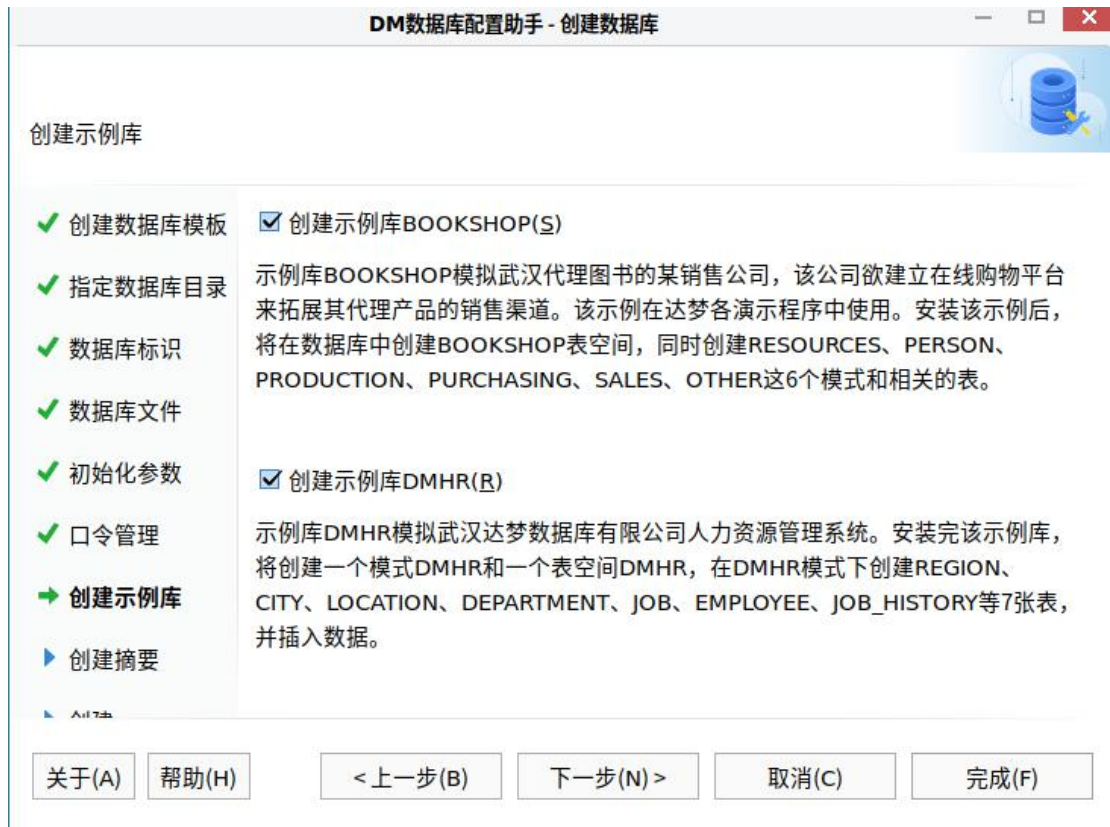 DM数据库配置助手 - 创建数据库
创建示例库
创建数据库模板
指定数据库目录
数据库标识
数据库文件
初始化参数
口令管理
创建示例库
创建摘要
创建示例库BOOKSHOP(S)
示例库BOOKSHOP模拟武汉代理图书的某销售公司，该公司欲建立在线购物平台
来拓展其代理产品的销售渠道。该示例在达梦各演示程序中使用。安装该示例后，
将在数据库中创建BOOKSHOP表空间，同时创建RESOURCES、PERSON、
PRODUCTION、PURCHASING、SALES、OTHER这6个模式和相关的表。
创建示例库DMHR(R)
示例库DMHR模拟武汉达梦数据库有限公司人力资源管理系统。安装完该示例库，
将创建一个模式DMHR和一个表空间DMHR，在DMHR模式下创建REGION、
CITY、LOCATION、DEPARTMENT、JOB、EMPLOYEE、JOB_HISTORY等7张表，
并插入数据。
关于(A) 帮助(H) <上一步(B) 下一步(N)> 取消(C) 完成(F)